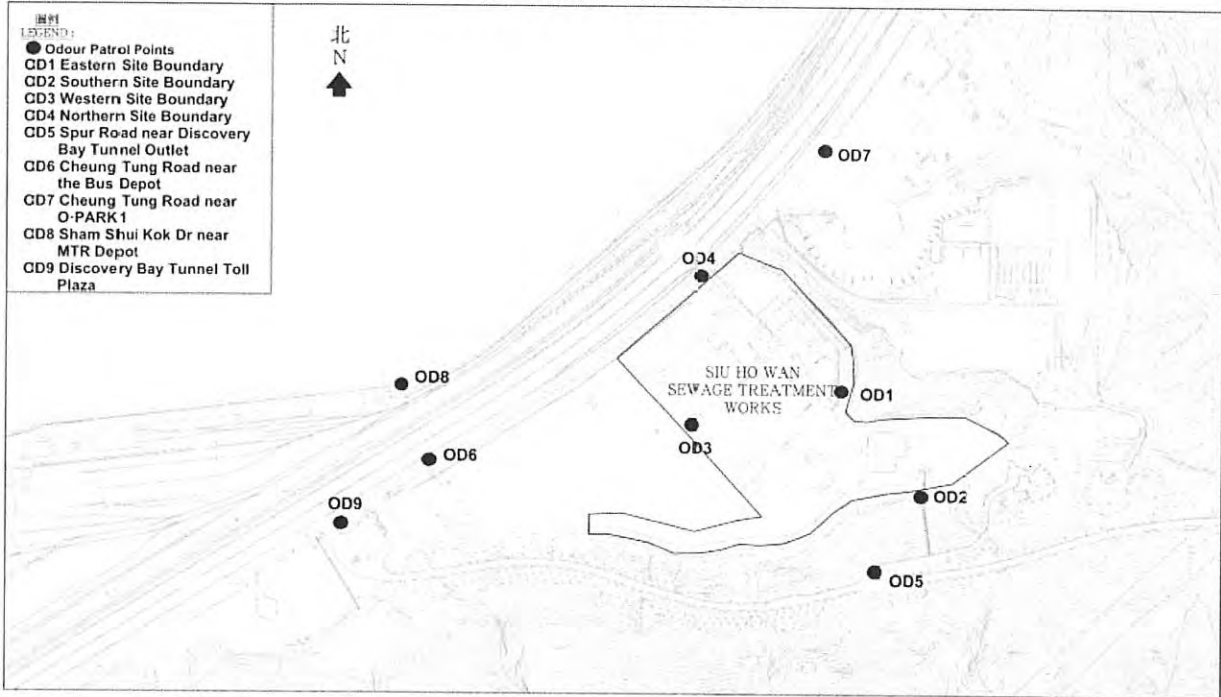 圖例
LEGEND :
Odour Patrol Points
OD1 Eastern Site Boundary
OD2 Southern Site Boundary
OD3 Western Site Boundary
OD4 Northern Site Boundary
OD5 Spur Road near Discovery
Bay Tunnel Outlet
OD6 Cheung Tung Road near
the Bus Depot
OD7 Cheung Tung Road near
O·PARK1
OD8 Sham Shui Kok Dr near
MTR Depot
OD9 Discovery Bay Tunnel Toll
Plaza
北
N
OD7
OD4
SIU HO WAN
SEWAGE TREATMENT
WORKS
OD1
OD8
OD3
OD6
OD2
OD9
OD5